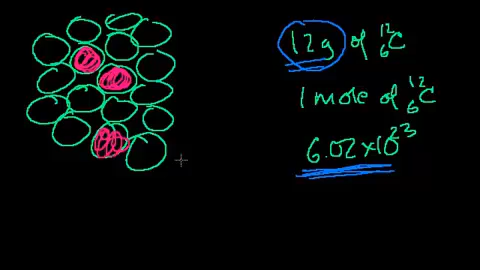 12g of ¹²₆C
1 mole of ¹²₆C
6.02 × 10²³